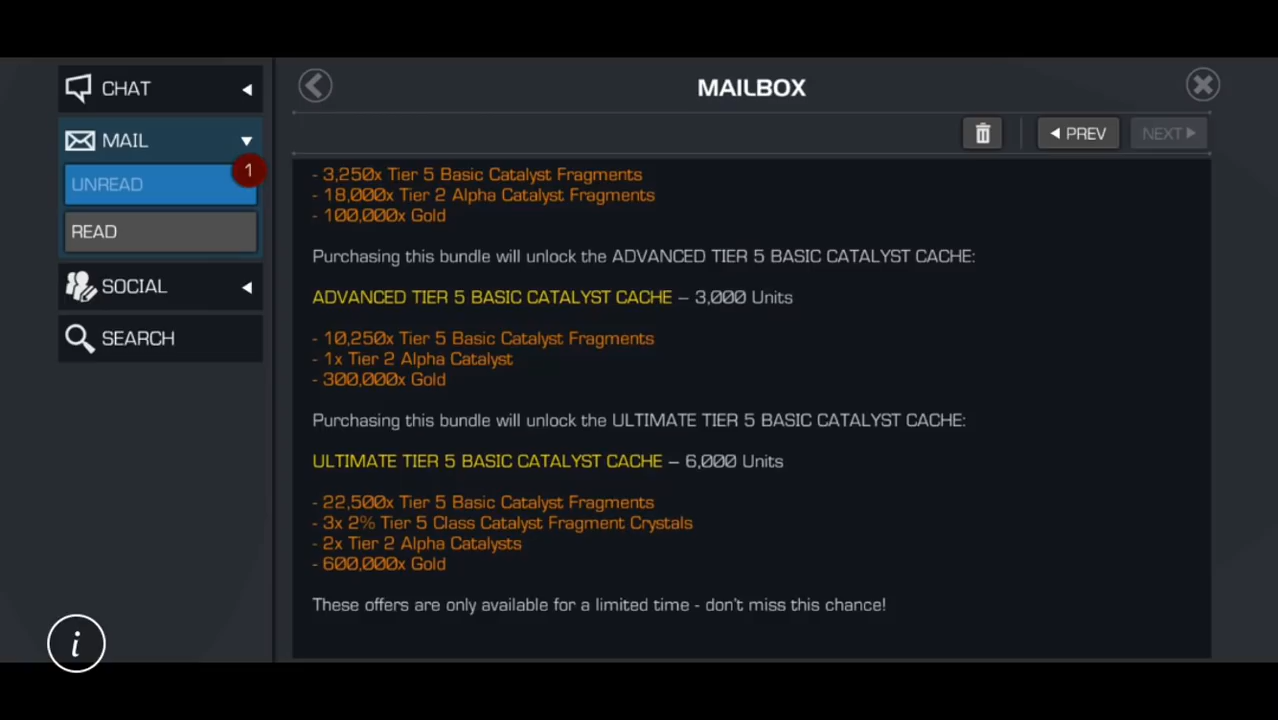 CHAT
MAILBOX
MAIL
PREV
NEXT
1
UNREAD
READ
SOCIAL
SEARCH
- 3,250x Tier 5 Basic Catalyst Fragments
- 18,000x Tier 2 Alpha Catalyst Fragments
- 100,000x Gold
Purchasing this bundle will unlock the ADVANCED TIER 5 BASIC CATALYST CACHE:
ADVANCED TIER 5 BASIC CATALYST CACHE – 3,000 Units
- 10,250x Tier 5 Basic Catalyst Fragments
- 1x Tier 2 Alpha Catalyst
- 300,000x Gold
Purchasing this bundle will unlock the ULTIMATE TIER 5 BASIC CATALYST CACHE:
ULTIMATE TIER 5 BASIC CATALYST CACHE – 6,000 Units
- 22,500x Tier 5 Basic Catalyst Fragments
- 3x 2% Tier 5 Class Catalyst Fragment Crystals
- 2x Tier 2 Alpha Catalysts
- 600,000x Gold
These offers are only available for a limited time - don't miss this chance!
i